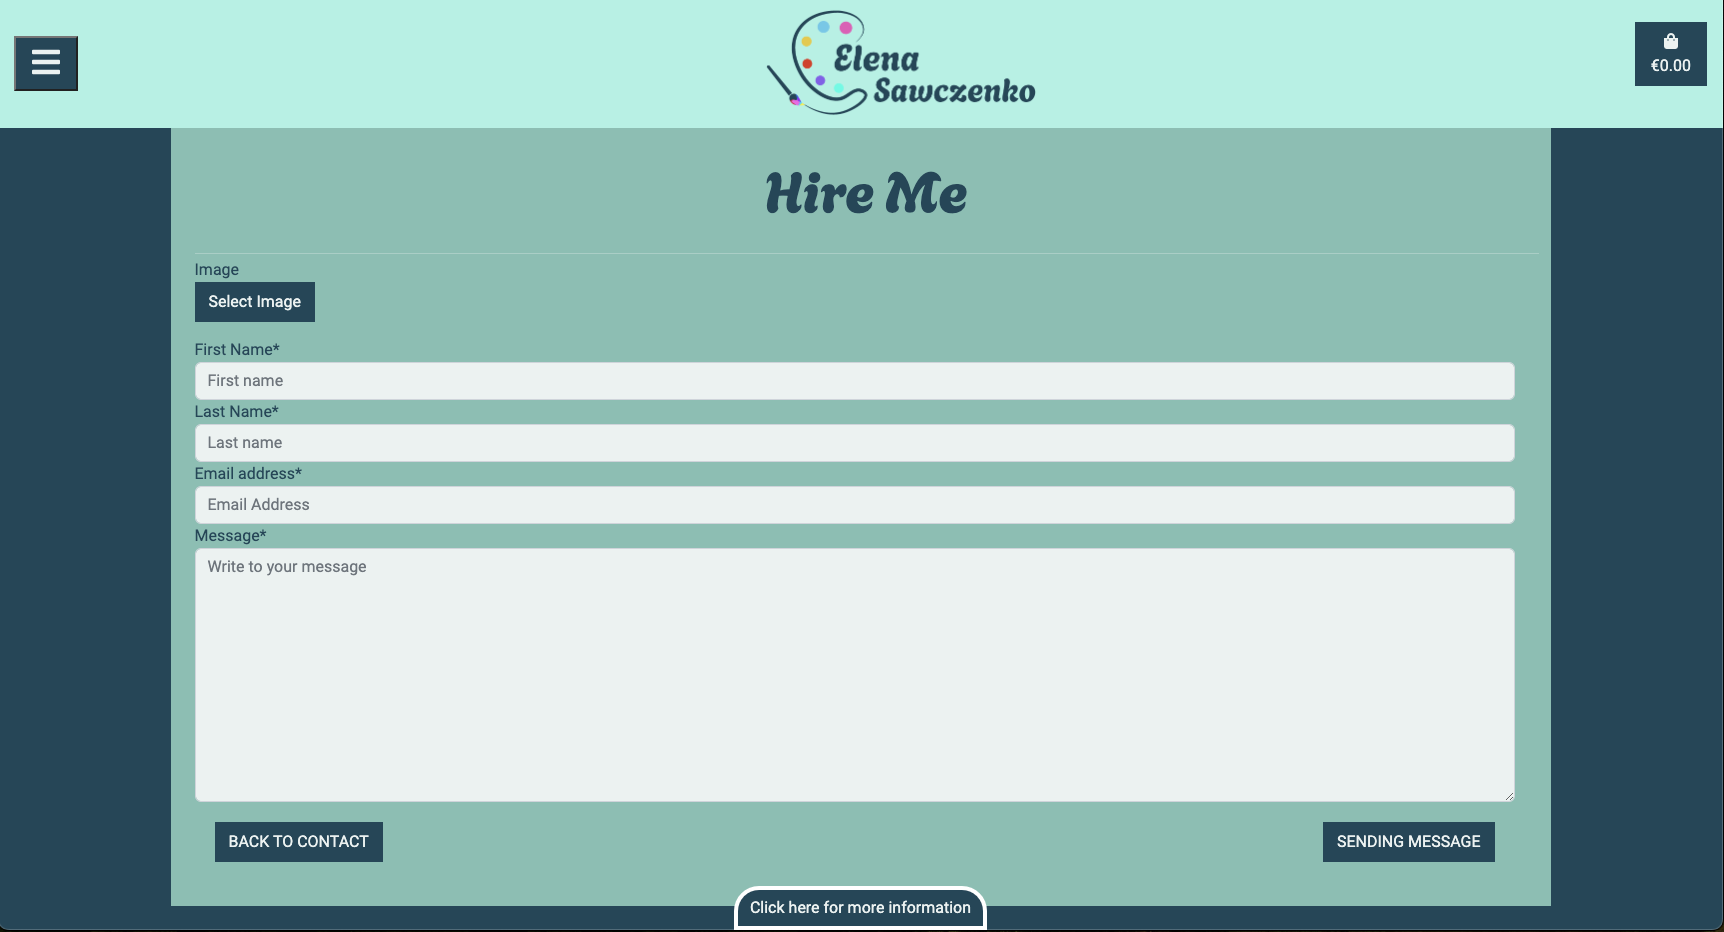 Elena
Sawczenko
€0.00
Hire Me
Image
Select Image
First Name*
First name
Last Name*
Last name
Email address*
Email Address
Message*
Write to your message
BACK TO CONTACT
SENDING MESSAGE
Click here for more information